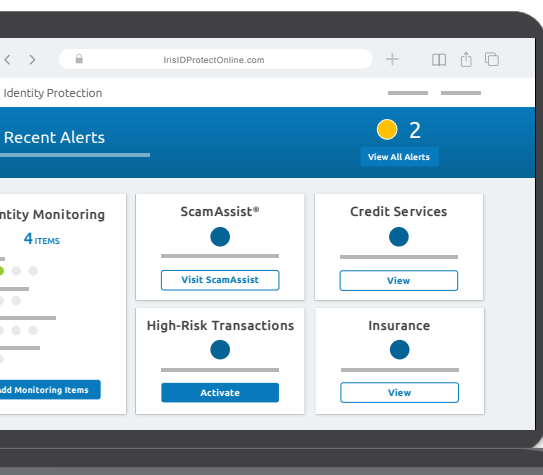 IrisIDProtectOnline.com
Identity Protection
Recent Alerts
2
View All Alerts
ntity Monitoring
4 ITEMS
Add Monitoring Items
ScamAssist®
Visit ScamAssist
Credit Services
View
High-Risk Transactions
Activate
Insurance
View